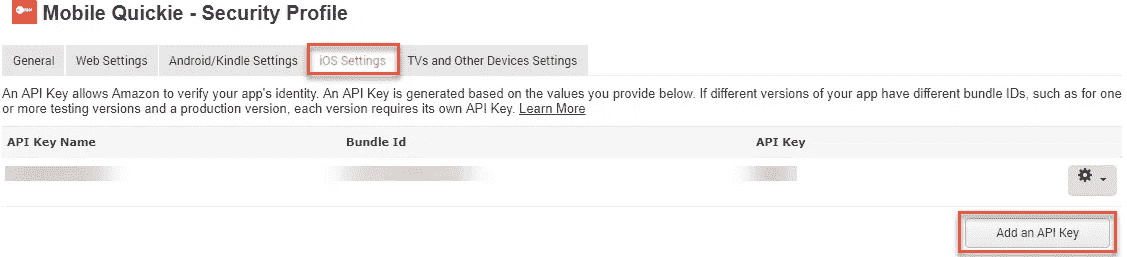 Mobile Quickie - Security Profile
General Web Settings Android/Kindle Settings iOS Settings TVs and Other Devices Settings
An API Key allows Amazon to verify your app's identity. An API Key is generated based on the values you provide below. If different versions of your app have different bundle IDs, such as for one
or more testing versions and a production version, each version requires its own API Key. Learn More
API Key Name Bundle Id API Key
Add an API Key